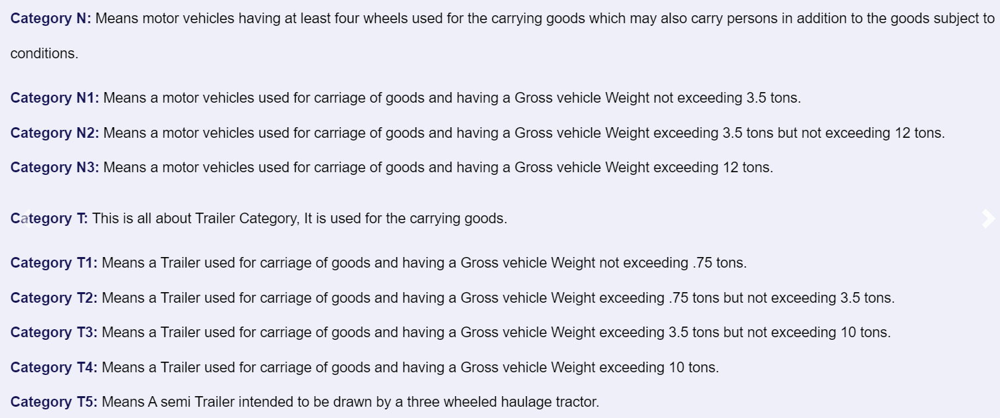 Category N: Means motor vehicles having at least four wheels used for the carrying goods which may also carry persons in addition to the goods subject to
conditions.
Category N1: Means a motor vehicles used for carriage of goods and having a Gross vehicle Weight not exceeding 3.5 tons.
Category N2: Means a motor vehicles used for carriage of goods and having a Gross vehicle Weight exceeding 3.5 tons but not exceeding 12 tons.
Category N3: Means a motor vehicles used for carriage of goods and having a Gross vehicle Weight exceeding 12 tons.
Category T: This is all about Trailer Category, It is used for the carrying goods.
Category T1: Means a Trailer used for carriage of goods and having a Gross vehicle Weight not exceeding .75 tons.
Category T2: Means a Trailer used for carriage of goods and having a Gross vehicle Weight exceeding .75 tons but not exceeding 3.5 tons.
Category T3: Means a Trailer used for carriage of goods and having a Gross vehicle Weight exceeding 3.5 tons but not exceeding 10 tons.
Category T4: Means a Trailer used for carriage of goods and having a Gross vehicle Weight exceeding 10 tons.
Category T5: Means A semi Trailer intended to be drawn by a three wheeled haulage tractor.